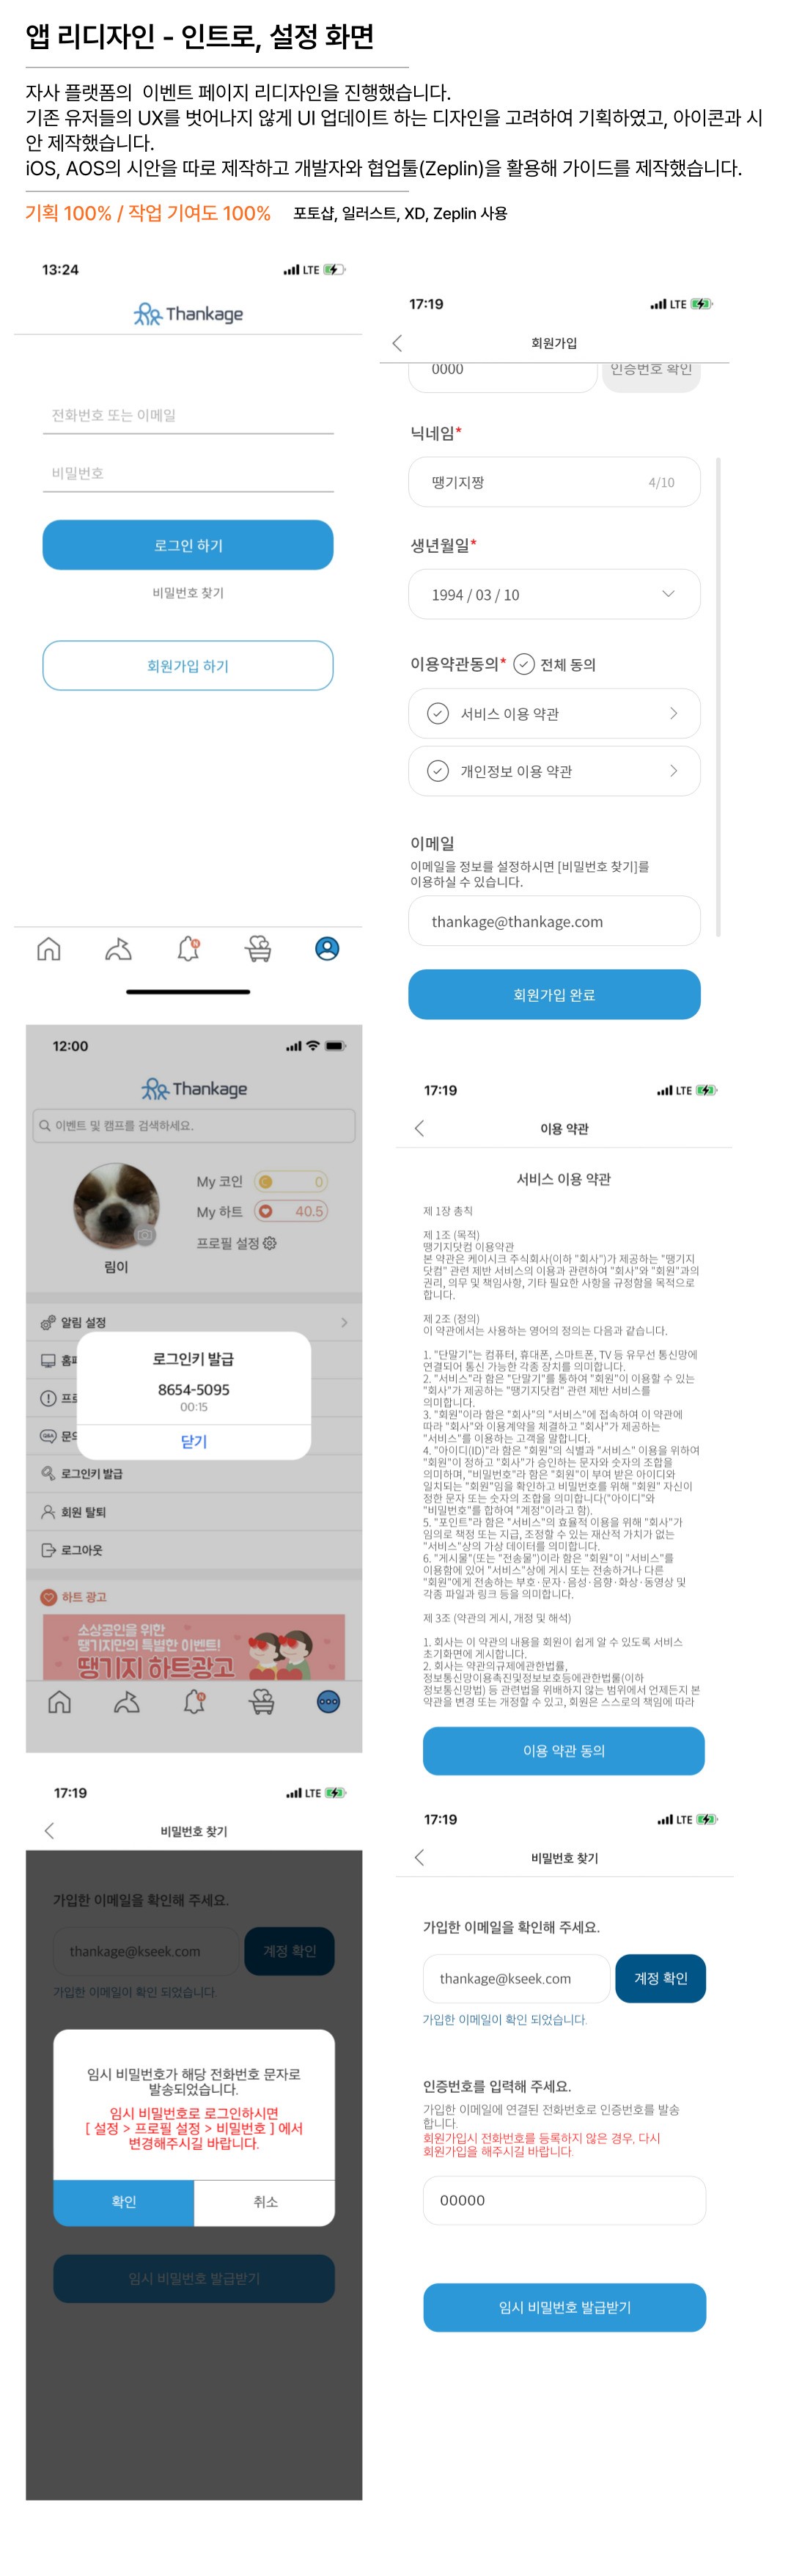 앱 리디자인 - 인트로, 설정 화면
자사 플랫폼의 이벤트 페이지 리디자인을 진행했습니다.
기존 유저들의 UX를 벗어나지 않게 UI 업데이트 하는 디자인을 고려하여 기획하였고, 아이콘과 시
안 제작했습니다.
iOS, AOS의 시안을 따로 제작하고 개발자와 협업툴(Zeplin)을 활용해 가이드를 제작했습니다.
기획 100% / 작업 기여도 100% 포토샵, 일러스트, XD, Zeplin 사용
13:24
LTE
Thankage
전화번호 또는 이메일
비밀번호
로그인 하기
비밀번호 찾기
회원가입 하기
N
17:19
LTE
회원가입
0000
인증번호 확인
닉네임*
땡기지짱
4/10
생년월일*
1994 / 03 / 10
이용약관동의* 전체 동의
서비스 이용 약관
개인정보 이용 약관
이메일
이메일을 정보를 설정하시면 [비밀번호 찾기]를
이용하실 수 있습니다.
thankage@thankage.com
회원가입 완료
12:00
Thankage
이벤트 및 캠프를 검색하세요.
My 코인 C 0
My 하트 40.5
프로필 설정
림이
알림 설정
홈
프로
Q&A 문
로그인키 발급
8654-5095
00:15
닫기
로그인키 발급
회원 탈퇴
로그아웃
하트 광고
소상공인을 위한
땡기지만의 특별한 이벤트!
땡기지 하트광고
N
17:19
LTE
이용 약관
서비스 이용 약관
제 1장 총칙
제 1조 (목적)
땡기지닷컴 이용약관
본 약관은 케이시크 주식회사(이하 "회사")가 제공하는 "땡기지
닷컴" 관련 제반 서비스의 이용과 관련하여 "회사"와 "회원"과의
권리, 의무 및 책임사항, 기타 필요한 사항을 규정함을 목적으로
합니다.
제 2조 (정의)
이 약관에서는 사용하는 영어의 정의는 다음과 같습니다.
1. "단말기"는 컴퓨터, 휴대폰, 스마트폰, TV 등 유무선 통신망에
연결되어 통신 가능한 각종 장치를 의미합니다.
2. "서비스"라 함은 "단말기"를 통하여 "회원"이 이용할 수 있는
"회사"가 제공하는 "땡기지닷컴" 관련 제반 서비스를
의미합니다.
3. "회원"이라 함은 "회사"의 "서비스"에 접속하여 이 약관에
따라 "회사"와 이용계약을 체결하고 "회사"가 제공하는
"서비스"를 이용하는 고객을 말합니다.
4. "아이디(ID)"라 함은 "회원"의 식별과 "서비스" 이용을 위하여
"회원"이 정하고 "회사"가 승인하는 문자와 숫자의 조합을
의미하며, "비밀번호"라 함은 "회원"이 부여 받은 아이디와
일치되는 "회원"임을 확인하고 비밀번호를 위해 "회원" 자신이
정한 문자 또는 숫자의 조합을 의미합니다("아이디"와
"비밀번호"를 합하여 "계정"이라고 함).
5. "포인트"라 함은 "서비스"의 효율적 이용을 위해 "회사"가
임의로 책정 또는 지급, 조정할 수 있는 재산적 가치가 없는
"서비스"상의 가상 데이터를 의미합니다.
6. "게시물"(또는 "전송물")이라 함은 "회원"이 "서비스"를
이용함에 있어 "서비스"상에 게시 또는 전송하거나 다른
"회원"에게 전송하는 부호·문자·음성·음향·화상·동영상 및
각종 파일과 링크 등을 의미합니다.
제 3조 (약관의 게시, 개정 및 해석)
1. 회사는 이 약관의 내용을 회원이 쉽게 알 수 있도록 서비스
초기화면에 게시합니다.
2. 회사는 약관의규제에관한법률,
정보통신망이용촉진및정보보호등에관한법률(이하
정보통신망법) 등 관련법을 위배하지 않는 범위에서 언제든지 본
약관을 변경 또는 개정할 수 있고, 회원은 스스로의 책임에 따라
이용 약관 동의
17:19
LTE
비밀번호 찾기
가입한 이메일을 확인해 주세요.
thankage@kseek.com
계정 확인
가입한 이메일이 확인 되었습니다.
임시 비밀번호가 해당 전화번호 문자로
발송되었습니다.
임시 비밀번호로 로그인하시면
[ 설정 > 프로필 설정 > 비밀번호 ] 에서
변경해주시길 바랍니다.
확인
취소
임시 비밀번호 발급받기
17:19
LTE
비밀번호 찾기
가입한 이메일을 확인해 주세요.
thankage@kseek.com
계정 확인
가입한 이메일이 확인 되었습니다.
인증번호를 입력해 주세요.
가입한 이메일에 연결된 전화번호로 인증번호를 발송
합니다.
회원가입시 전화번호를 등록하지 않은 경우, 다시
회원가입을 해주시길 바랍니다.
00000
임시 비밀번호 발급받기